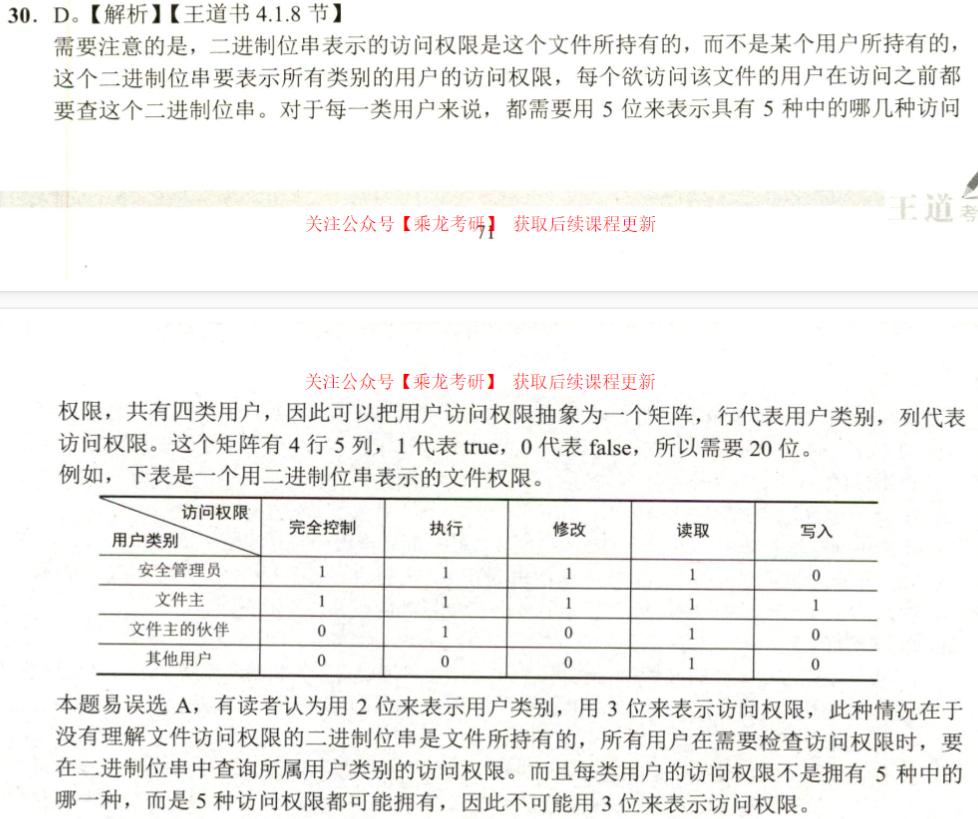 30. D。【解析】【王道书 4.1.8 节】
需要注意的是，二进制位串表示的访问权限是这个文件所持有的，而不是某个用户所持有的，
这个二进制位串要表示所有类别的用户的访问权限，每个欲访问该文件的用户在访问之前都
要查这个二进制位串。对于每一类用户来说，都需要用 5 位来表示具有 5 种中的哪几种访问
王道考
关注公众号【乘龙考研】 获取后续课程更新
71
关注公众号【乘龙考研】 获取后续课程更新
权限，共有四类用户，因此可以把用户访问权限抽象为一个矩阵，行代表用户类别，列代表
访问权限。这个矩阵有 4 行 5 列，1 代表 true，0 代表 false，所以需要 20 位。
例如，下表是一个用二进制位串表示的文件权限。
访问权限 用户类别 完全控制 执行 修改 读取 写入
安全管理员 1 1 1 1 0
文件主 1 1 1 1 1
文件主的伙伴 0 1 0 1 0
其他用户 0 0 0 1 0
本题易误选 A，有读者认为用 2 位来表示用户类别，用 3 位来表示访问权限，此种情况在于
没有理解文件访问权限的二进制位串是文件所持有的，所有用户在需要检查访问权限时，要
在二进制位串中查询所属用户类别的访问权限。而且每类用户的访问权限不是拥有 5 种中的
哪一种，而是 5 种访问权限都可能拥有，因此不可能用 3 位来表示访问权限。